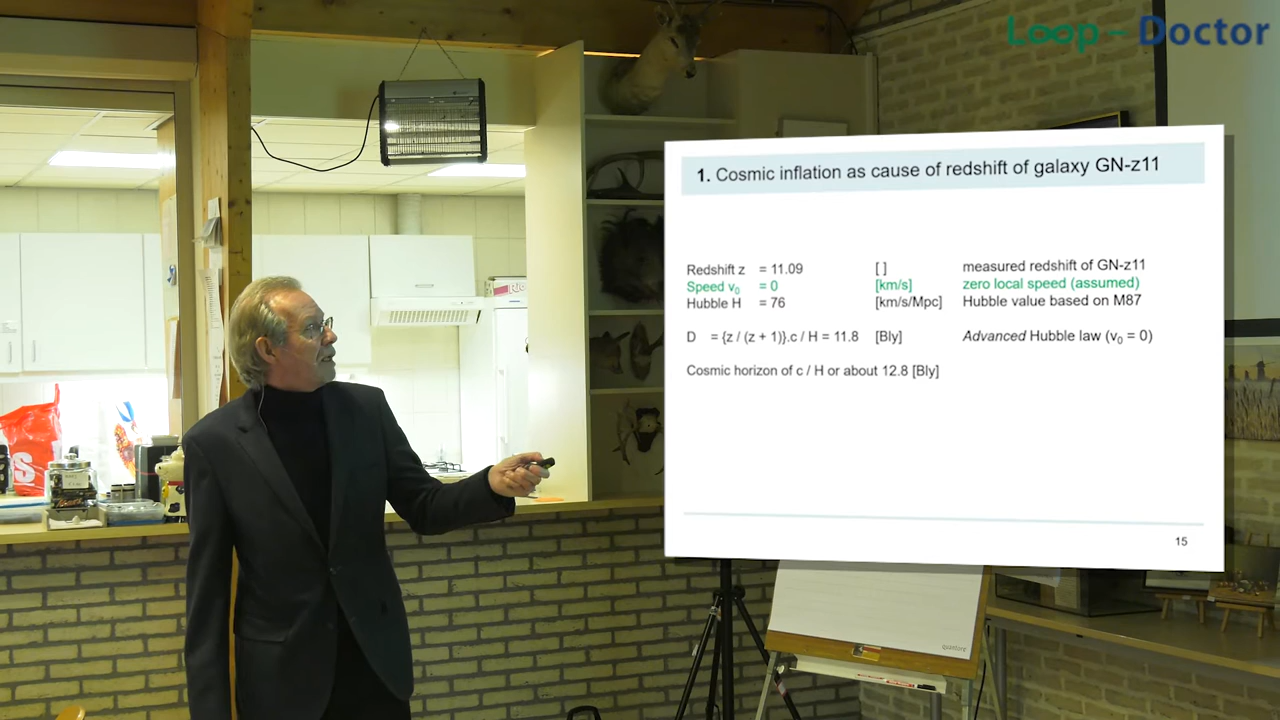 Loop - Doctor
1. Cosmic inflation as cause of redshift of galaxy GN-z11
Redshift z = 11.09 [ ] measured redshift of GN-z11
Speed v₀ = 0 [km/s] zero local speed (assumed)
Hubble H = 76 [km/s/Mpc] Hubble value based on M87
D = {z / (z + 1)}.c / H = 11.8 [Bly] Advanced Hubble law (v₀ = 0)
Cosmic horizon of c / H or about 12.8 [Bly]
15
quantore